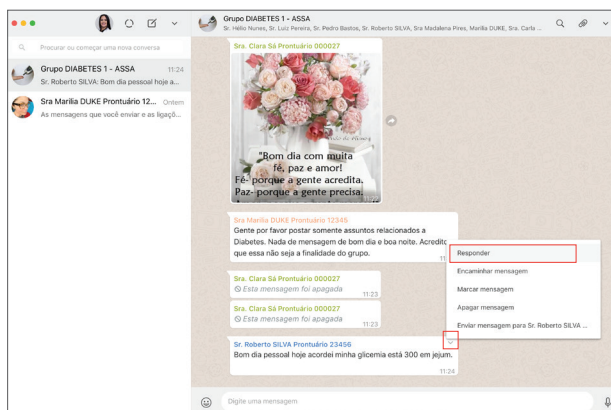 Grupo DIABETES 1 - ASSA
Sr. Hélio Nunes, Sr. Luiz Pereira, Sr. Pedro Bastos, Sr. Roberto SILVA, Sra Madalena Pires, Marilia DUKE, Sra. Carla ...
Procurar ou começar uma nova conversa
Grupo DIABETES 1 - ASSA 11:24
Sr. Roberto SILVA: Bom dia pessoal hoje a...
Sra Marilia DUKE Prontuário 12... Ontem
As mensagens que você enviar e as ligaçõ...
Sra. Clara Sá Prontuário 000027
"Bom dia com muita
fé, paz e amor!
Fé- porque a gente acredita.
Paz- porque a gente precisa.
Sra Marilia DUKE Prontuário 12345
Gente por favor postar somente assuntos relacionados a
Diabetes. Nada de mensagem de bom dia e boa noite. Acredito
que essa não seja a finalidade do grupo.
11
Sra. Clara Sá Prontuário 000027
Esta mensagem foi apagada
11:23
Sra. Clara Sá Prontuário 000027
Esta mensagem foi apagada
11:23
Sr. Roberto SILVA Prontuário 23456
Bom dia pessoal hoje acordei minha glicemia está 300 em jejum.
11:24
Responder
Encaminhar mensagem
Marcar mensagem
Apagar mensagem
Enviar mensagem para Sr. Roberto SILVA ...
Digite uma mensagem